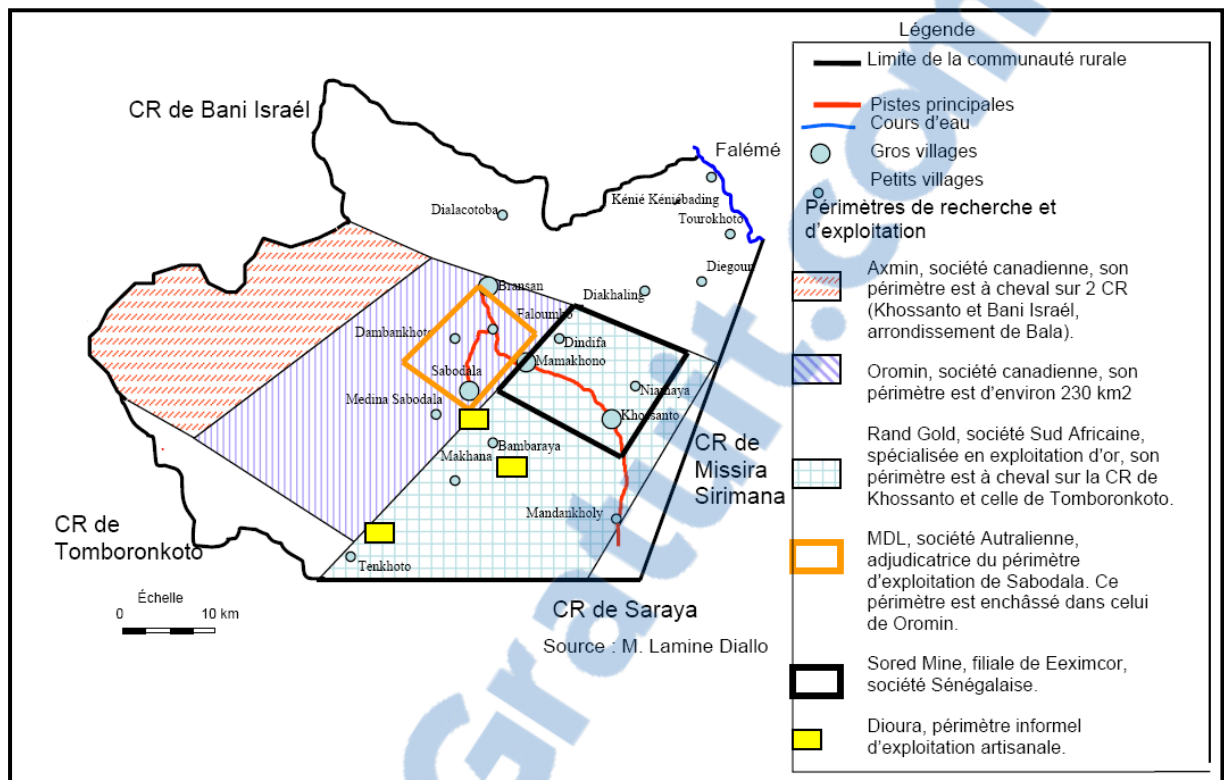 Légende
Limite de la communauté rurale
Pistes principales
Cours d'eau
Gros villages
Petits villages
Périmètres de recherche et
d'exploitation
Axmin, société canadienne, son
périmètre est à cheval sur 2 CR
(Khossanto et Bani Israél,
arrondissement de Bala).
Oromin, société canadienne, son
périmètre est d'environ 230 km2
Rand Gold, société Sud Africaine,
spécialisée en exploitation d'or, son
périmètre est à cheval sur la CR de
Khossanto et celle de Tomboronkoto.
MDL, société Autralienne,
adjudicatrice du périmètre
d'exploitation de Sabodala. Ce
périmètre est enchâssé dans celui
de Oromin.
Sored Mine, filiale de Eeximcor,
société Sénégalaise.
Dioura, périmètre informel
d'exploitation artisanale.
CR de Bani Israél
Falémé
Kénié Kéniébading
Dialacotoba
Tourokhoto
Diegoun
Bransan
Diakhaling
Faloumbo
Dambankhoto
Dindifa
Mamakhono
Sabodala
Niamaya
Medina Sabodala
Khossanto
Bambaraya
CR de
Missira
Sirimana
Makhana
Mandankholy
CR de
Tomboronkoto
Tenkhoto
Échelle
0 10 km
CR de Saraya
Source : M. Lamine Diallo
Gratuit.com